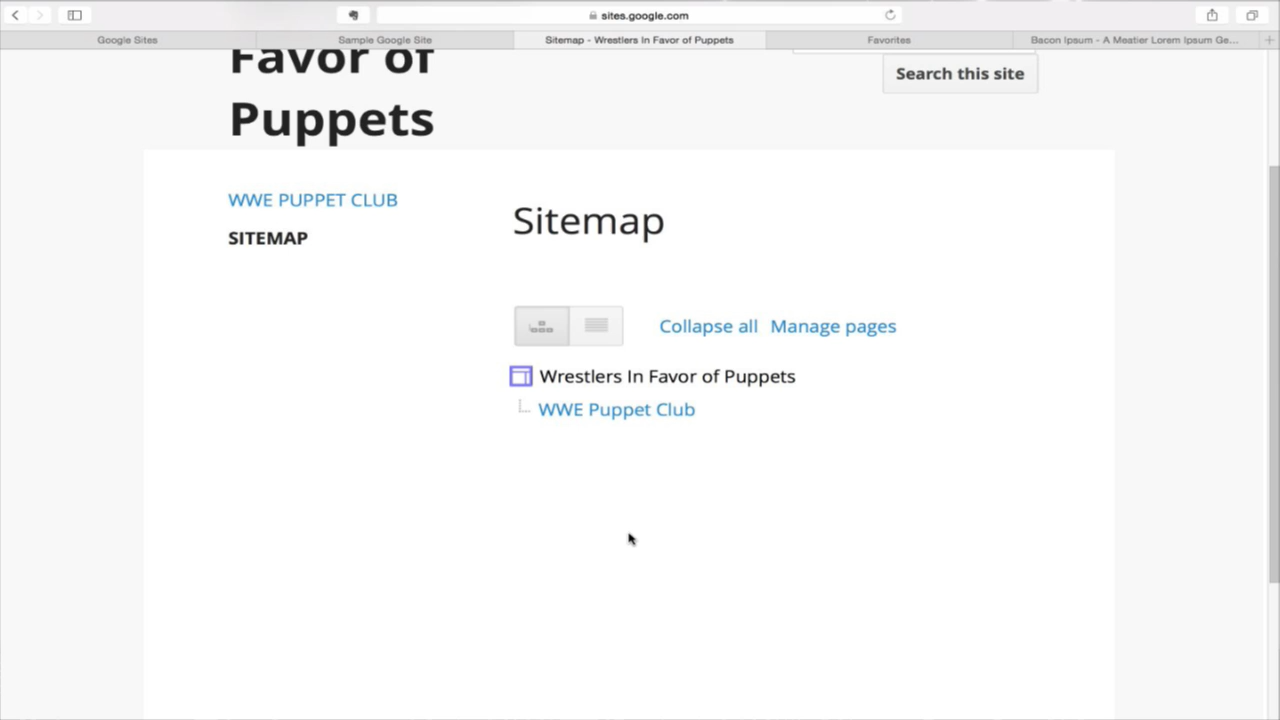 sites.google.com
Google Sites
Sample Google Site
Sitemap - Wrestlers In Favor of Puppets
Favorites
Bacon Ipsum - A Meatier Lorem Ipsum Ge...
Favor of
Puppets
Search this site
WWE PUPPET CLUB
SITEMAP
Sitemap
Collapse all
Manage pages
Wrestlers In Favor of Puppets
WWE Puppet Club